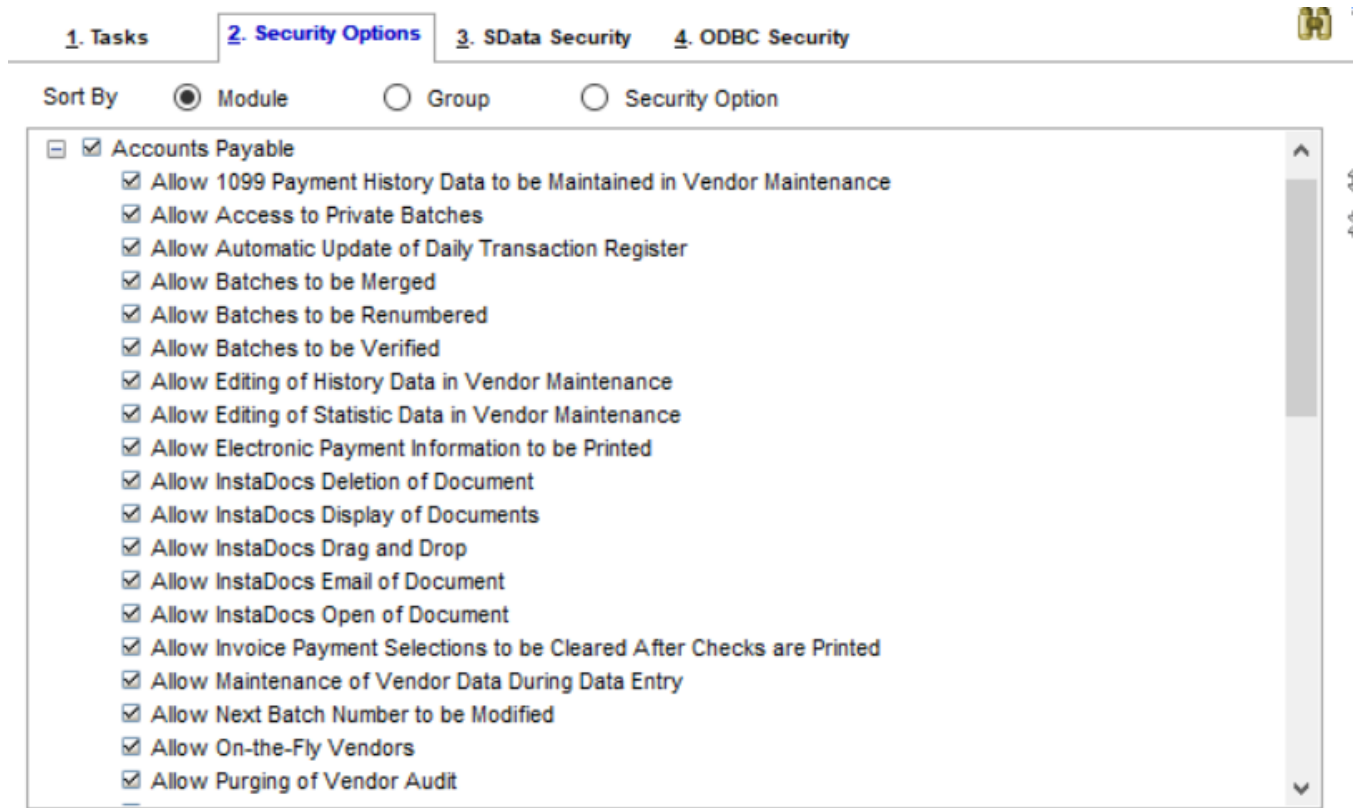 1. Tasks 2. Security Options 3. SData Security 4. ODBC Security
Sort By Module Group Security Option
Accounts Payable
Allow 1099 Payment History Data to be Maintained in Vendor Maintenance
Allow Access to Private Batches
Allow Automatic Update of Daily Transaction Register
Allow Batches to be Merged
Allow Batches to be Renumbered
Allow Batches to be Verified
Allow Editing of History Data in Vendor Maintenance
Allow Editing of Statistic Data in Vendor Maintenance
Allow Electronic Payment Information to be Printed
Allow InstaDocs Deletion of Document
Allow InstaDocs Display of Documents
Allow InstaDocs Drag and Drop
Allow InstaDocs Email of Document
Allow InstaDocs Open of Document
Allow Invoice Payment Selections to be Cleared After Checks are Printed
Allow Maintenance of Vendor Data During Data Entry
Allow Next Batch Number to be Modified
Allow On-the-Fly Vendors
Allow Purging of Vendor Audit